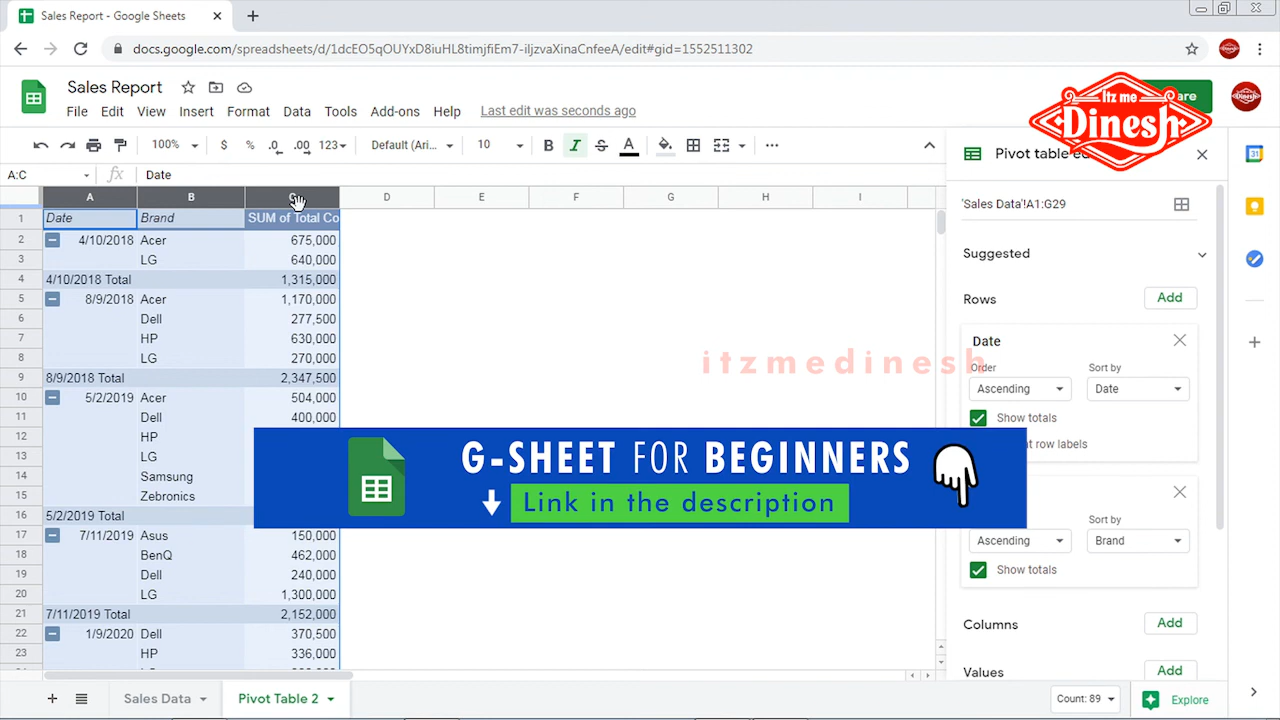 Sales Report - Google Sheets
docs.google.com/spreadsheets/d/1dcEO5qOUYxD8iuHL8timjfiEm7-iIjzvaXinaCnfeeA/edit#gid=1552511302
Sales Report
File Edit View Insert Format Data Tools Add-ons Help Last edit was seconds ago
Itz me
Dinesh
100% $ % .0 .00 123 Default (Ari... 10 B I S A
Pivot table
A:C fx Date
'Sales Data'!A1:G29
A B C D E F G H I
1 Date Brand SUM of Total Co
2 4/10/2018 Acer 675,000
3 LG 640,000
4 4/10/2018 Total 1,315,000
5 8/9/2018 Acer 1,170,000
6 Dell 277,500
7 HP 630,000
8 LG 270,000
9 8/9/2018 Total 2,347,500
10 5/2/2019 Acer 504,000
11 Dell 400,000
12 HP
13 LG
14 Samsung
15 Zebronics
16 5/2/2019 Total
17 7/11/2019 Asus 150,000
18 BenQ 462,000
19 Dell 240,000
20 LG 1,300,000
21 7/11/2019 Total 2,152,000
22 1/9/2020 Dell 370,500
23 HP 336,000
itzmedinesh
G-SHEET FOR BEGINNERS
Link in the description
Suggested
Rows Add
Date
Order Sort by
Ascending Date
Show totals
row labels
Sort by
Ascending Brand
Show totals
Columns Add
Values Add
31
+ Sales Data Pivot Table 2
Count: 89 Explore